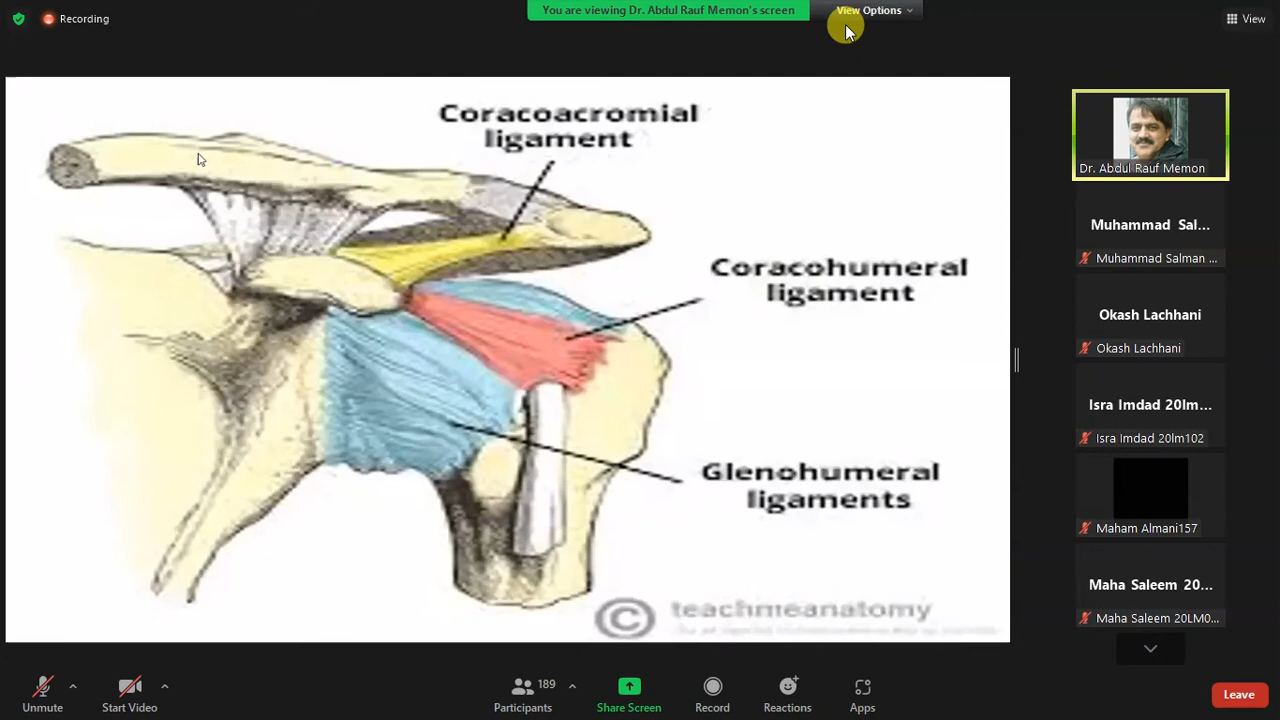 Recording
You are viewing Dr. Abdul Rauf Memon's screen
View Options
View
Coracoacromial
ligament
Coracohumeral
ligament
Glenohumeral
ligaments
© teachmeanatomy
Dr. Abdul Rauf Memon
Muhammad Sal...
Muhammad Salman ...
Okash Lachhani
Okash Lachhani
Isra Imdad 20lm...
Isra Imdad 20lm102
Maham Almani157
Maha Saleem 20...
Maha Saleem 20LM0...
Unmute
Start Video
189
Participants
Share Screen
Record
Reactions
Apps
Leave